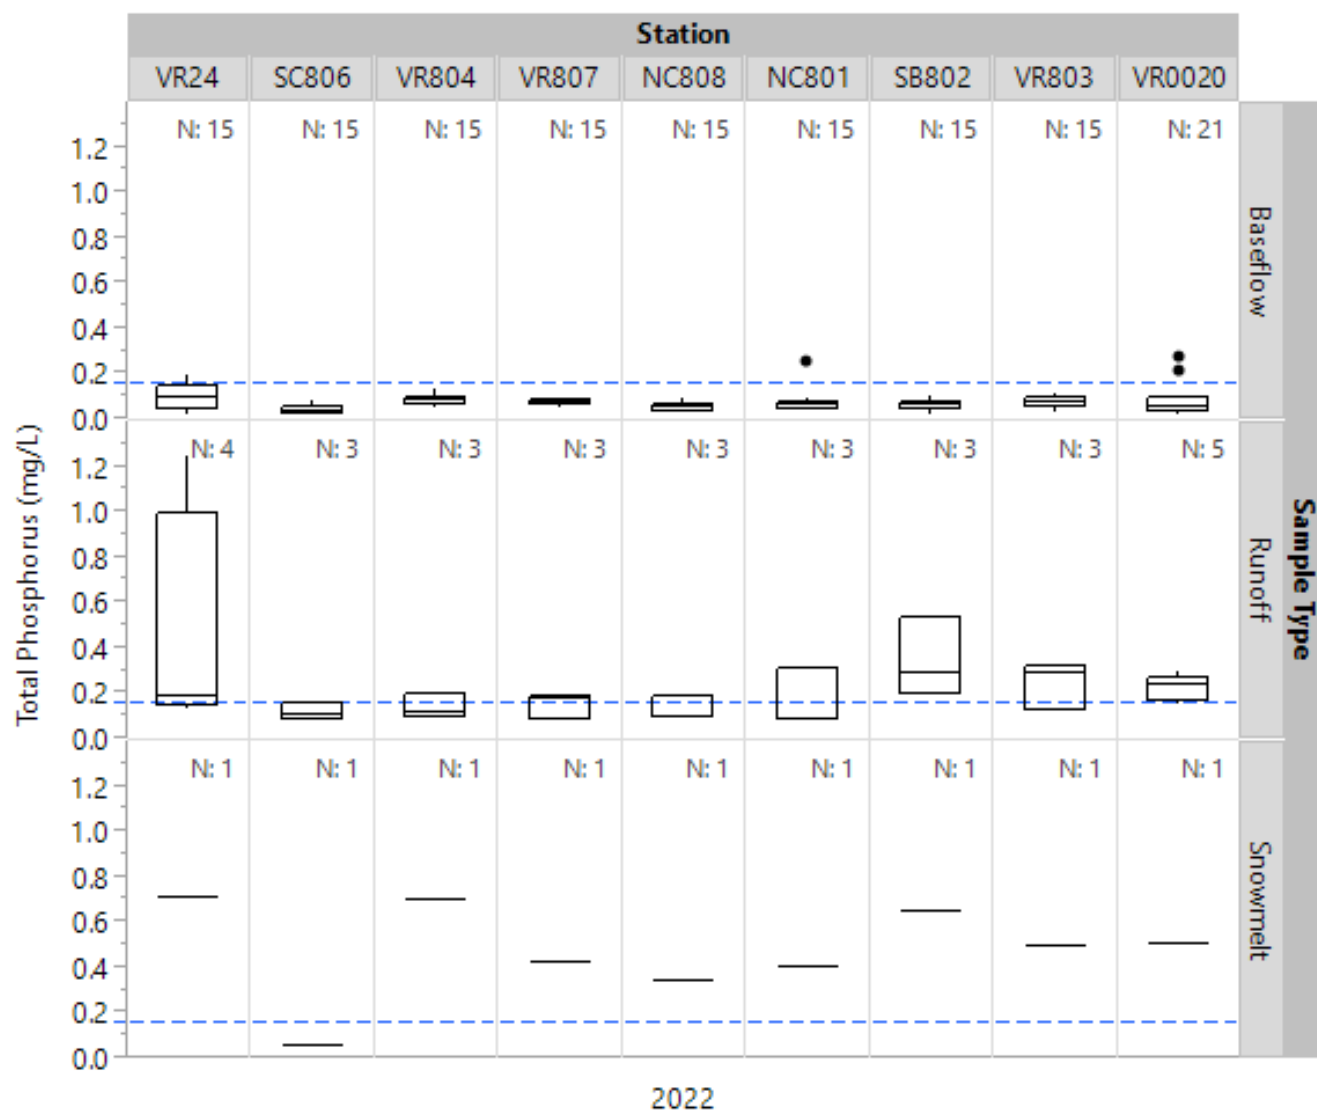 Station
VR24 SC806 VR804 VR807 NC808 NC801 SB802 VR803 VR0020
N: 15 N: 15 N: 15 N: 15 N: 15 N: 15 N: 15 N: 15 N: 21
1.2
1.0
0.8
0.6
0.4
0.2
0.0
Baseflow
N: 4 N: 3 N: 3 N: 3 N: 3 N: 3 N: 3 N: 3 N: 5
1.2
1.0
0.8
0.6
0.4
0.2
0.0
Runoff
N: 1 N: 1 N: 1 N: 1 N: 1 N: 1 N: 1 N: 1 N: 1
1.2
1.0
0.8
0.6
0.4
0.2
0.0
Snowmelt
Total Phosphorus (mg/L)
Sample Type
2022